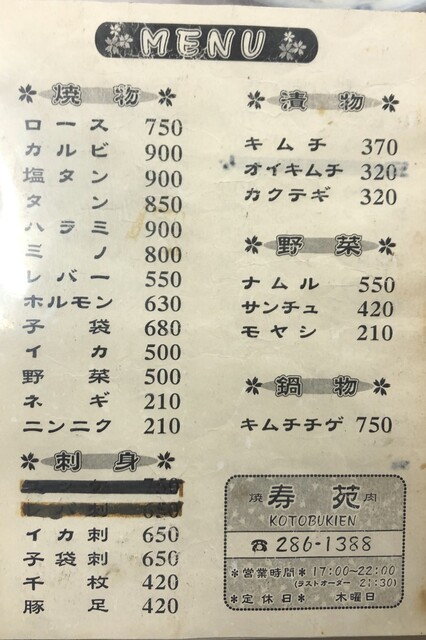 MENU
焼物
ロース 750
カルビ 900
塩タン 900
タン 850
ハラミ 900
ミノ 800
レバー 550
ホルモン 630
子袋 680
イカ 500
野菜 500
ネギ 210
ニンニク 210
刺身
イカ刺 650
子袋刺 650
千枚 420
豚足 420
漬物
キムチ 370
オイキムチ 320
カクテギ 320
野菜
ナムル 550
サンチュ 420
モヤシ 210
鍋物
キムチチゲ 750
焼 寿苑 肉
KOTOBUKIEN
☎ 286-1388
＊営業時間＊ 17:00~22:00
(ラストオーダー 21:30)
＊定休日＊ 木曜日